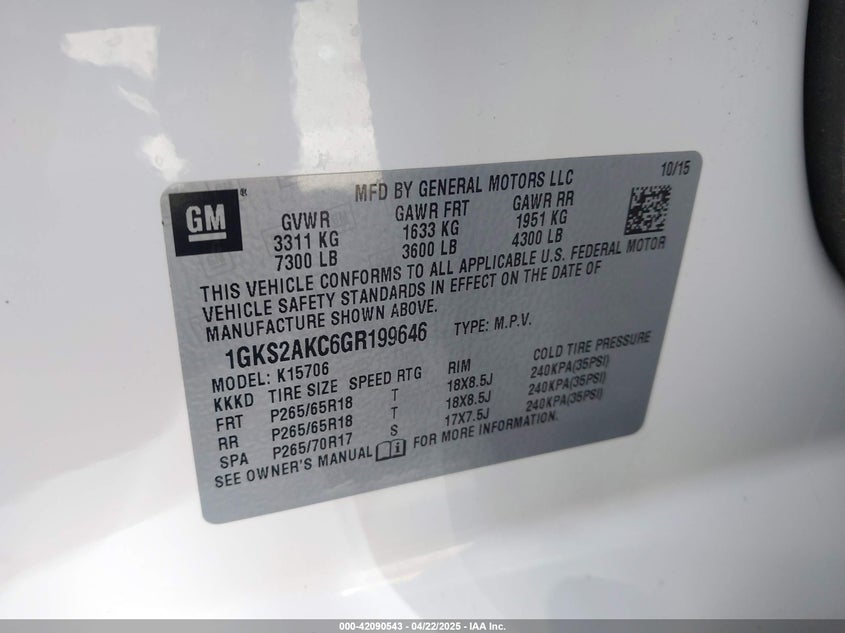 GM
®
MFD BY GENERAL MOTORS LLC
10/15
GVWR GAWR FRT GAWR RR
3311 KG 1633 KG 1951 KG
7300 LB 3600 LB 4300 LB
THIS VEHICLE CONFORMS TO ALL APPLICABLE U.S. FEDERAL MOTOR
VEHICLE SAFETY STANDARDS IN EFFECT ON THE DATE OF
MANUFACTURE SHOWN ABOVE.
1GKS2AKC6GR199646 TYPE: M.P.V.
MODEL: K15706
KKKD TIRE SIZE SPEED RTG RIM COLD TIRE PRESSURE
FRT P265/65R18 T 18X8.5J 240KPA(35PSI)
RR P265/65R18 T 18X8.5J 240KPA(35PSI)
SPA P265/70R17 S 17X7.5J 240KPA(35PSI)
SEE OWNER'S MANUAL FOR MORE INFORMATION.
000-42090543 - 04/22/2025 - IAA Inc.